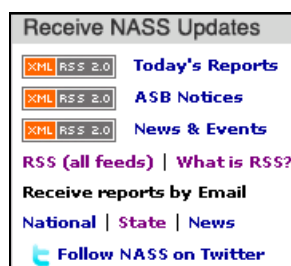 Receive NASS Updates
XML RSS 2.0 Today's Reports
XML RSS 2.0 ASB Notices
XML RSS 2.0 News & Events
RSS (all feeds) | What is RSS?
Receive reports by Email
National | State | News
Follow NASS on Twitter